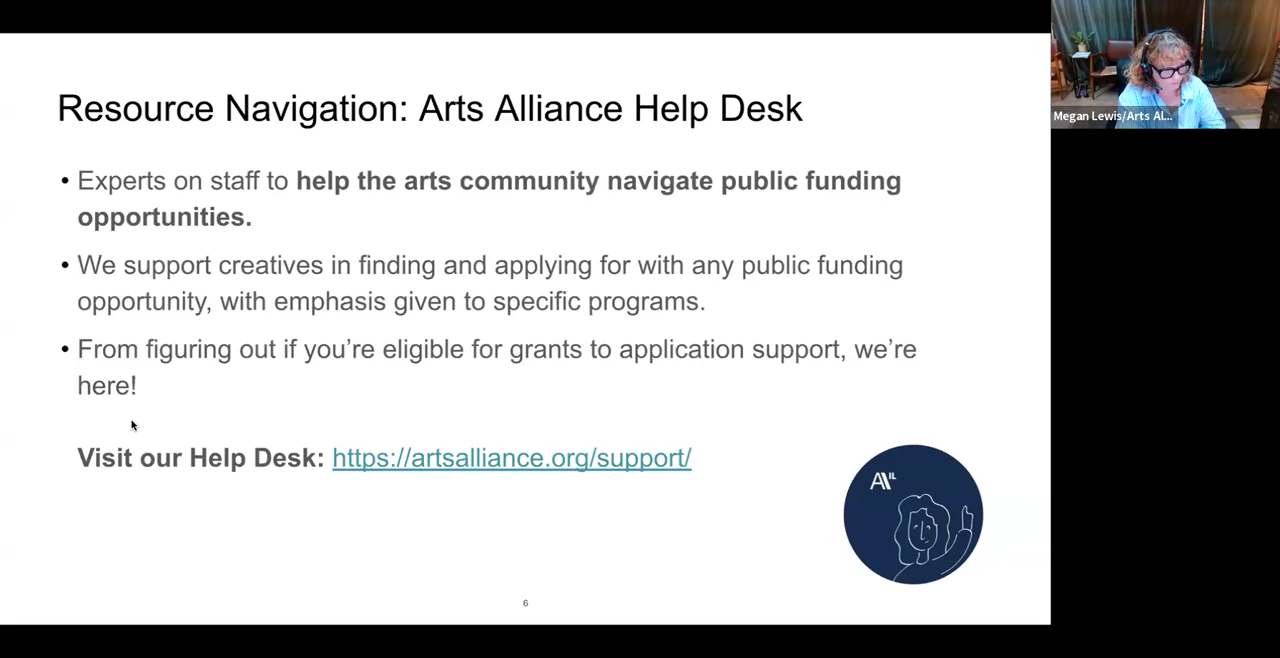 Resource Navigation: Arts Alliance Help Desk
• Experts on staff to help the arts community navigate public funding
opportunities.
• We support creatives in finding and applying for with any public funding
opportunity, with emphasis given to specific programs.
• From figuring out if you’re eligible for grants to application support, we’re
here!
Visit our Help Desk: https://artsalliance.org/support/
A\IL
6
Megan Lewis/Arts Al...